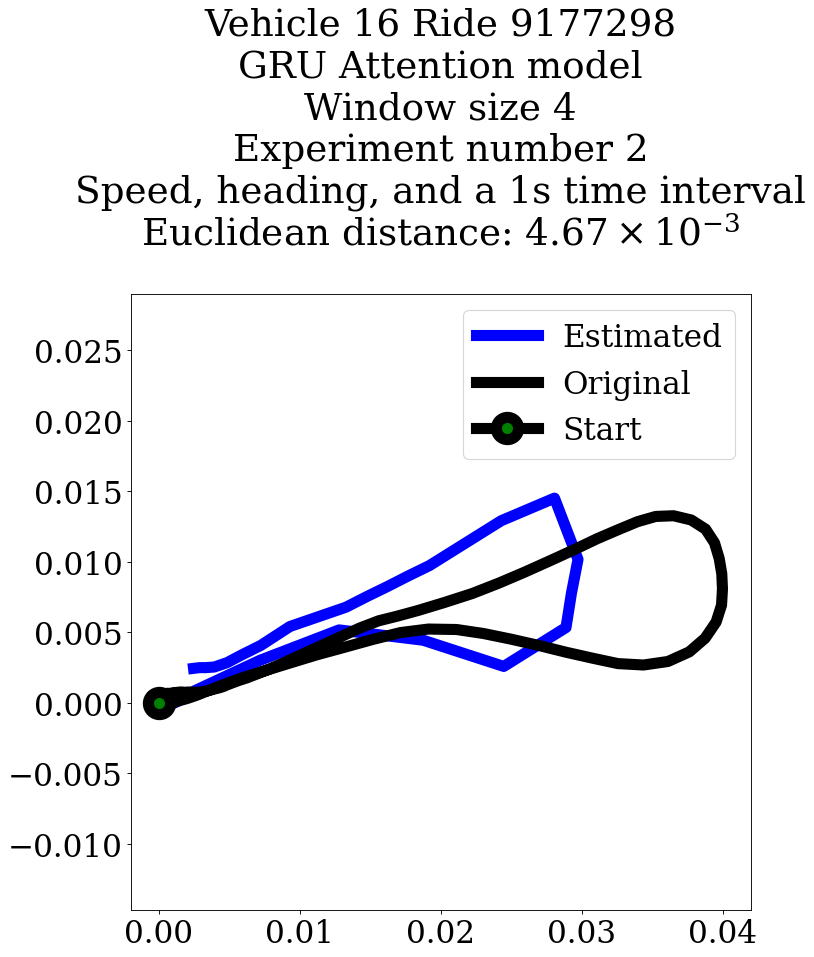 Vehicle 16 Ride 9177298
GRU Attention model
Window size 4
Experiment number 2
Speed, heading, and a 1s time interval
Euclidean distance: 4.67 × 10⁻³
Estimated
Original
Start
0.025
0.020
0.015
0.010
0.005
0.000
−0.005
−0.010
0.00 0.01 0.02 0.03 0.04